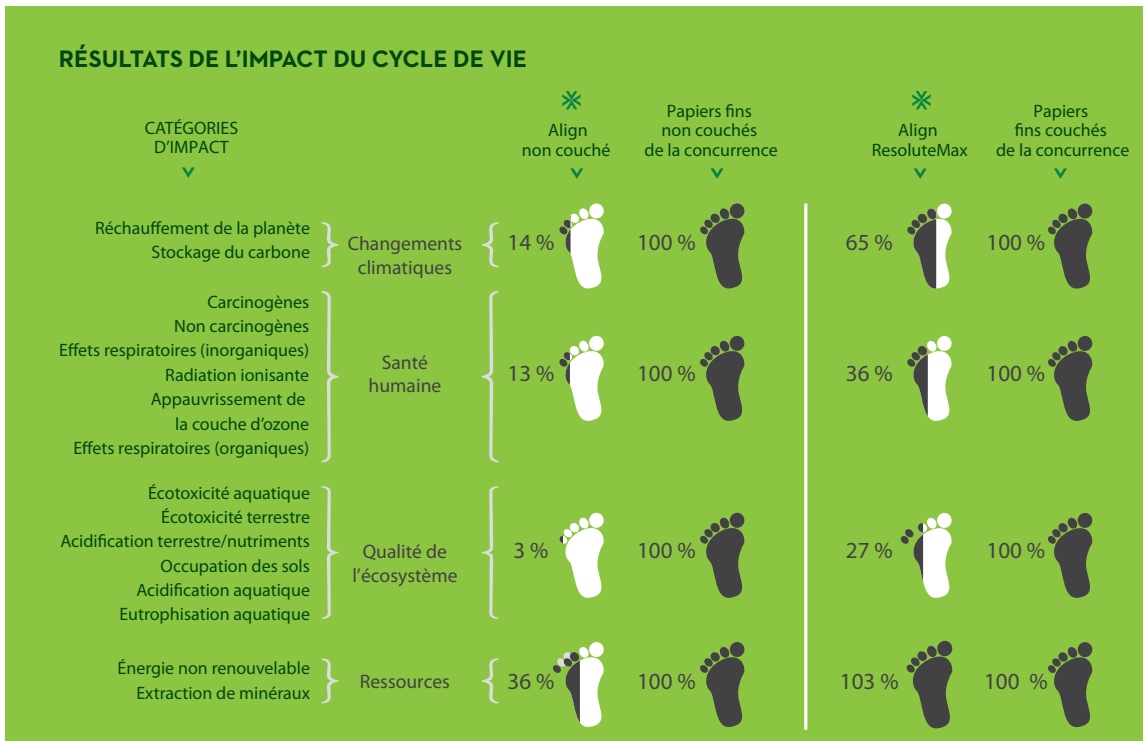 RÉSULTATS DE L'IMPACT DU CYCLE DE VIE
CATÉGORIES
D'IMPACT
Align
non couché
Papiers fins
non couchés
de la concurrence
Align
ResoluteMax
Papiers
fins couchés
de la concurrence
Réchauffement de la planète
Stockage du carbone
Changements
climatiques
14 %
100 %
65 %
100 %
Carcinogènes
Non carcinogènes
Effets respiratoires (inorganiques)
Radiation ionisante
Appauvrissement de
la couche d'ozone
Effets respiratoires (organiques)
Santé
humaine
13 %
100 %
36 %
100 %
Écotoxicité aquatique
Écotoxicité terrestre
Acidification terrestre/nutriments
Occupation des sols
Acidification aquatique
Eutrophisation aquatique
Qualité de
l'écosystème
3 %
100 %
27 %
100 %
Énergie non renouvelable
Extraction de minéraux
Ressources
36 %
100 %
103 %
100 %